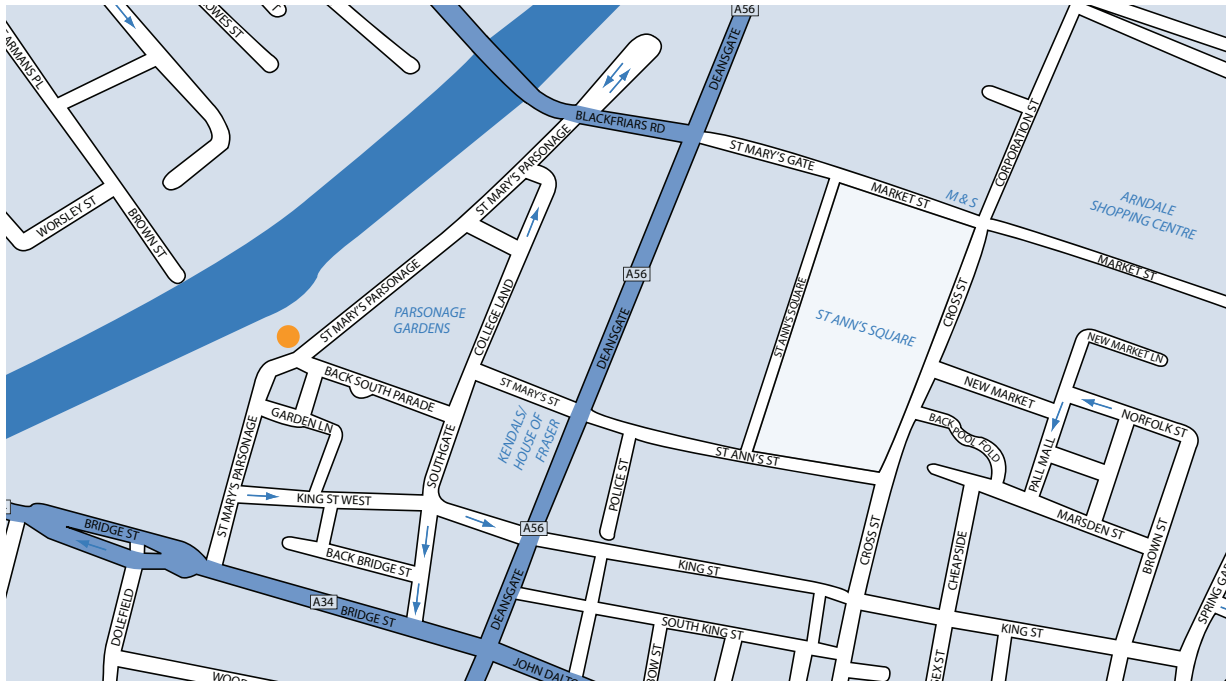 A56
DEANSGATE
BLACKFRIARS RD
ST MARY'S GATE
MARKET ST
M & S
CORPORATION ST
ARNDALE
SHOPPING CENTRE
MARKET ST
WORSLEY ST
BROWN ST
ST MARY'S PARSONAGE
ST MARY'S PARSONAGE
PARSONAGE
GARDENS
COLLEGE LAND
A56
DEANSGATE
ST ANN'S SQUARE
ST ANN'S SQUARE
CROSS ST
NEW MARKET LN
NEW MARKET
NORFOLK ST
BACK SOUTH PARADE
ST MARY'S ST
KENDALS/
HOUSE OF
FRASER
GARDEN LN
ST MARY'S PARSONAGE
SOUTHGATE
KING ST WEST
POLICE ST
ST ANN'S ST
BACK POOL FOLD
PALL MALL
MARSDEN ST
BROWN ST
CROSS ST
CHEAPSIDE
BRIDGE ST
BACK BRIDGE ST
A56
KING ST
A34
BRIDGE ST
DEANSGATE
DOLEFIELD
SOUTH KING ST
KING ST